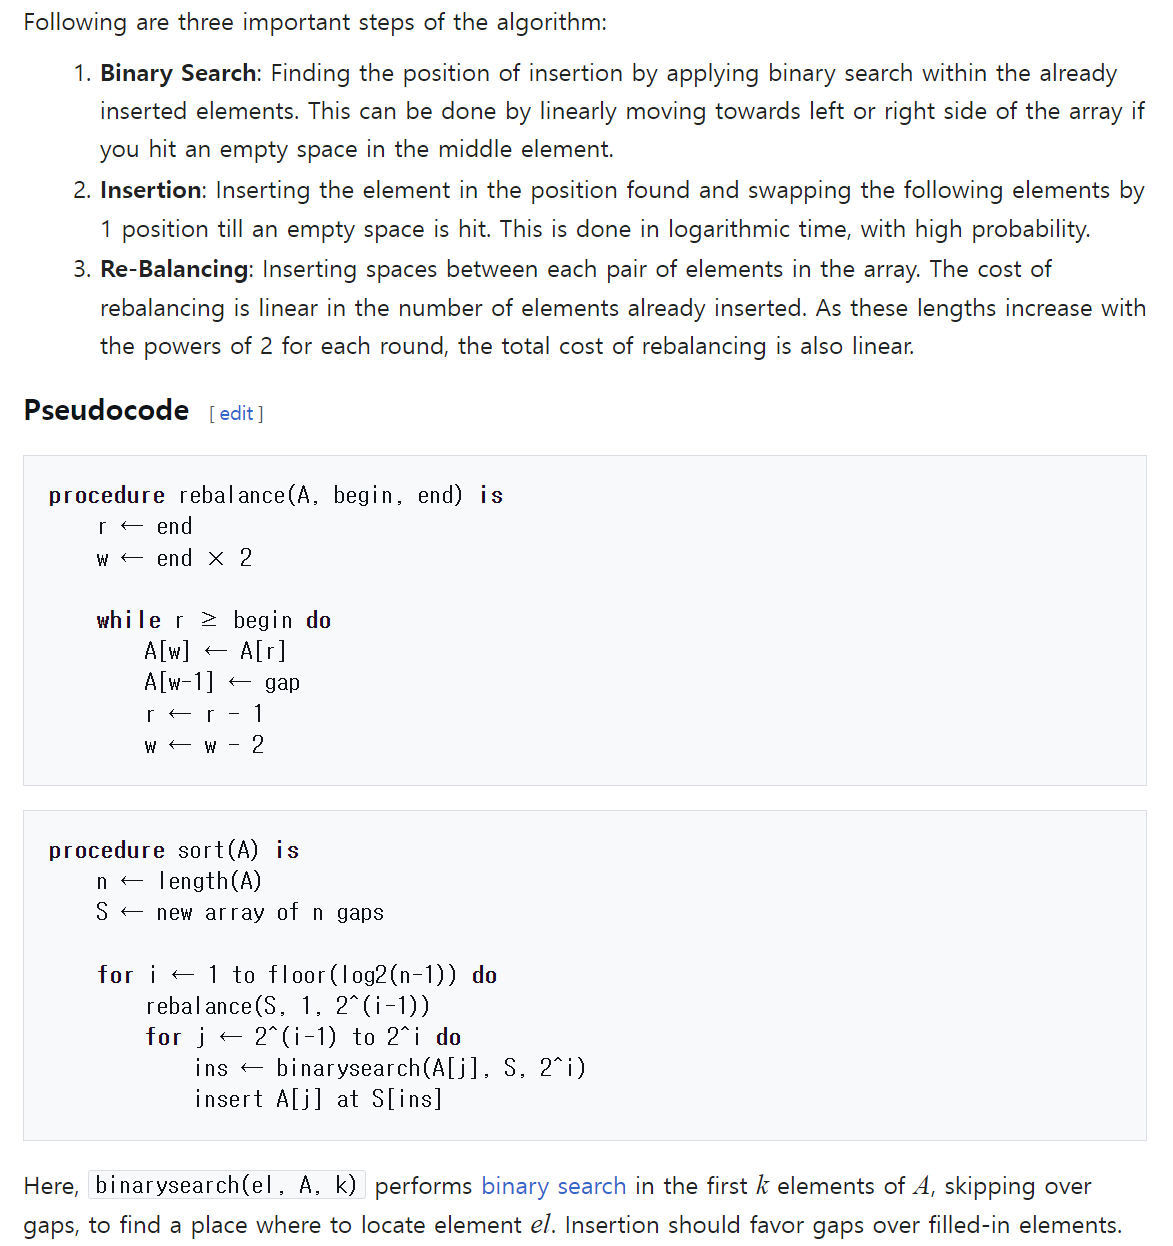 Following are three important steps of the algorithm:
1. Binary Search: Finding the position of insertion by applying binary search within the already
inserted elements. This can be done by linearly moving towards left or right side of the array if
you hit an empty space in the middle element.
2. Insertion: Inserting the element in the position found and swapping the following elements by
1 position till an empty space is hit. This is done in logarithmic time, with high probability.
3. Re-Balancing: Inserting spaces between each pair of elements in the array. The cost of
rebalancing is linear in the number of elements already inserted. As these lengths increase with
the powers of 2 for each round, the total cost of rebalancing is also linear.
Pseudocode [ edit ]
procedure rebalance(A, begin, end) is
    r ← end
    w ← end × 2
    while r ≥ begin do
        A[w] ← A[r]
        A[w-1] ← gap
        r ← r - 1
        w ← w - 2
procedure sort(A) is
    n ← length(A)
    S ← new array of n gaps
    for i ← 1 to floor(log2(n-1)) do
        rebalance(S, 1, 2^(i-1))
        for j ← 2^(i-1) to 2^i do
            ins ← binarysearch(A[j], S, 2^i)
            insert A[j] at S[ins]
Here, binarysearch(el, A, k) performs binary search in the first k elements of A, skipping over
gaps, to find a place where to locate element el. Insertion should favor gaps over filled-in elements.